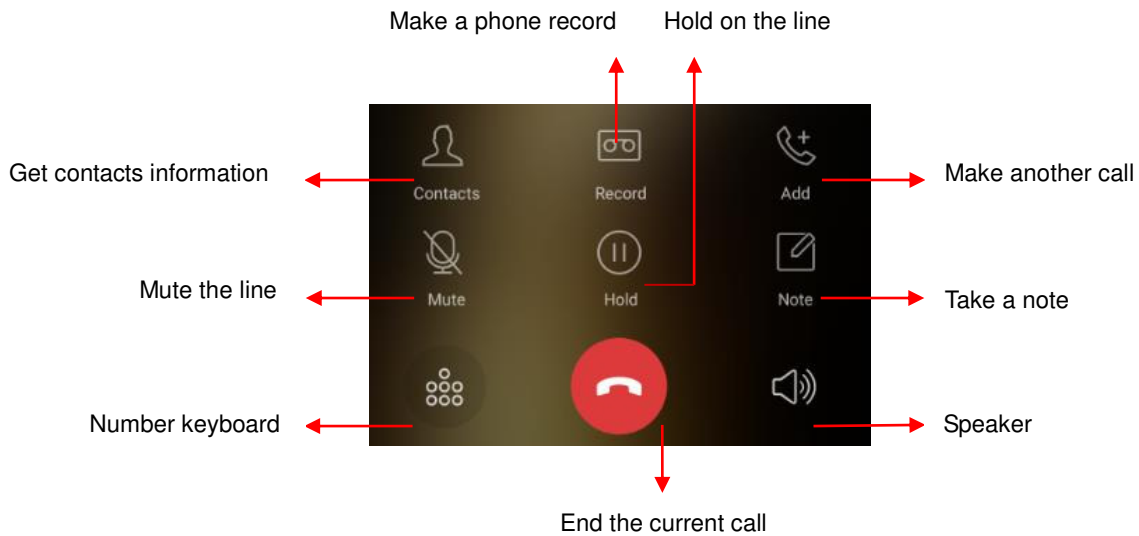 Make a phone record Hold on the line
Get contacts information
Contacts Record Add
Make another call
Mute the line
Mute Hold Note
Take a note
Number keyboard
Speaker
End the current call